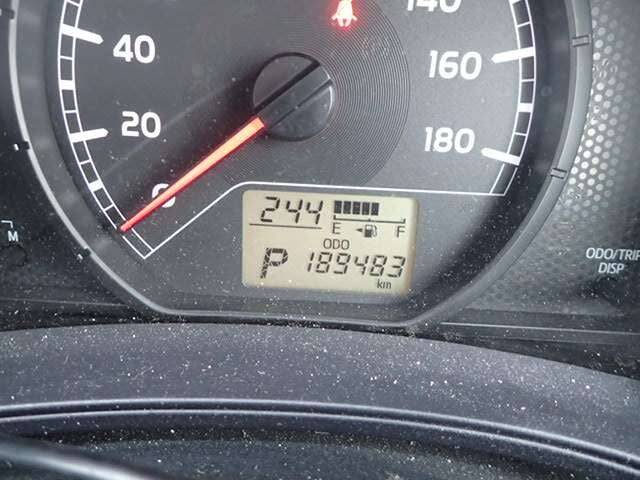 140
40
160
20
180
0
244
E F
ODO
P 189483
km
M
ODO/TRIP
DISP